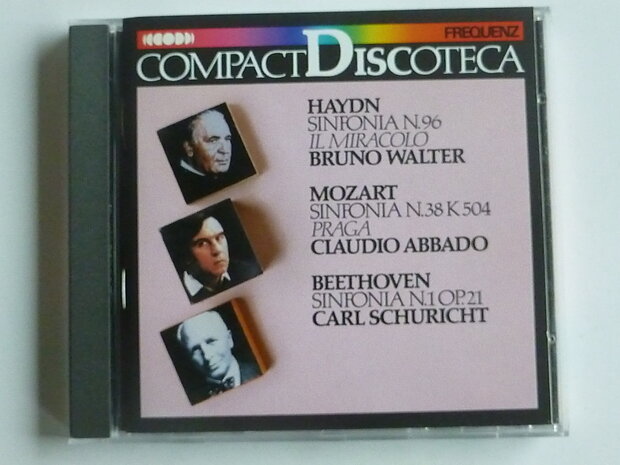 FREQUENZ
COMPACT DISCOTECA
HAYDN
SINFONIA N.96
IL MIRACOLO
BRUNO WALTER
MOZART
SINFONIA N.38 K 504
PRAGA
CLAUDIO ABBADO
BEETHOVEN
SINFONIA N.1 OP.21
CARL SCHURICHT